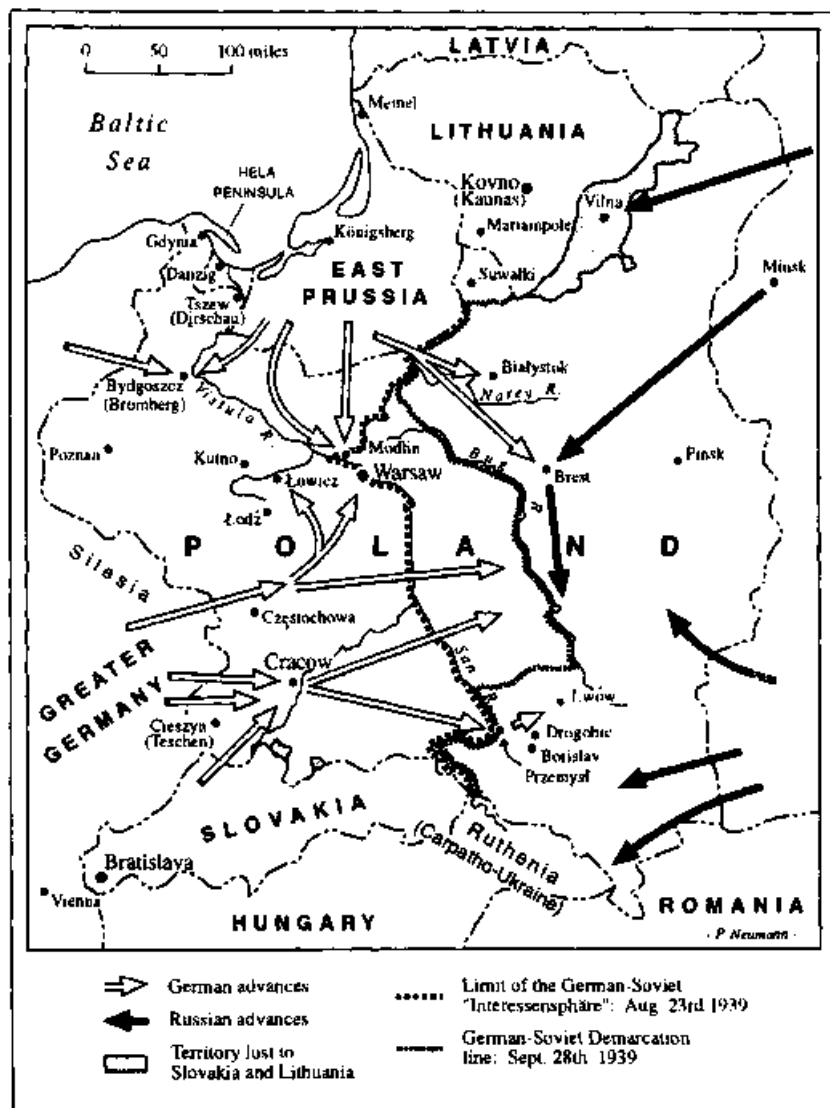 0 50 100 miles
LATVIA
Memel
Baltic
Sea
LITHUANIA
HELA
PENINSULA
Kovno
(Kaunas)
Vilna
Mariampole
Gdynia
Königsberg
Danzig
EAST
PRUSSIA
Suwałki
Minsk
Tszew
(Dirschau)
Białystok
Narev R.
Bydgoszcz
(Bromberg)
Vistula R.
Poznan
Kutno
Modlin
Warsaw
Bug
R
Brest
Pinsk
Łowicz
Łodź
POLAND
Silesia
Częstochowa
GREATER
GERMANY
Cracow
San
Lwów
Cieszyn
(Teschen)
Drogobic
Borislav
Przemysl
SLOVAKIA
Ruthenia
(Carpatho-Ukraine)
Bratislava
Vienna
HUNGARY
ROMANIA
- P Neumann -
German advances
Russian advances
Territory lost to
Slovakia and Lithuania
Limit of the German-Soviet
"Interessensphäre": Aug 23rd 1939
German-Soviet Demarcation
line: Sept. 28th 1939